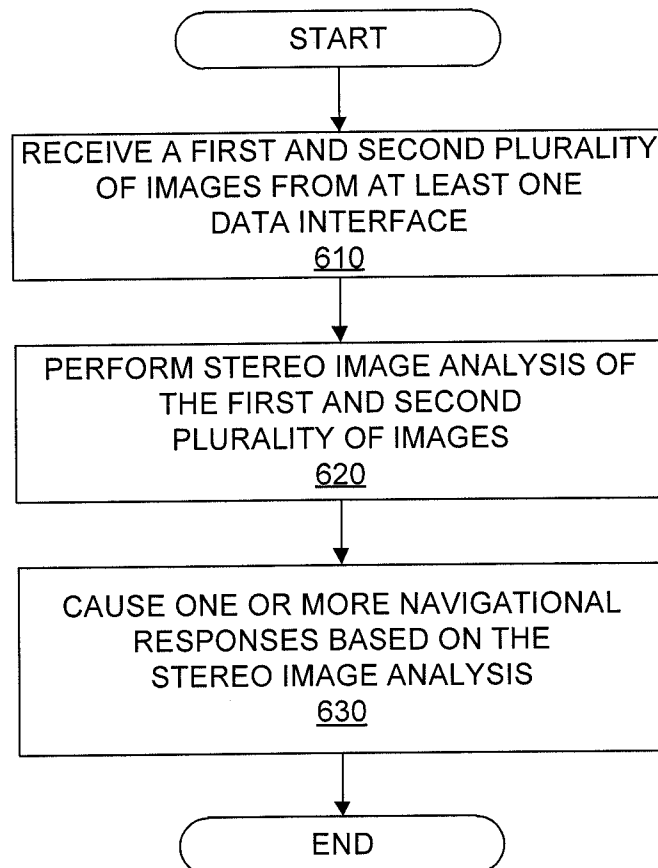 START
RECEIVE A FIRST AND SECOND PLURALITY
OF IMAGES FROM AT LEAST ONE
DATA INTERFACE
610
PERFORM STEREO IMAGE ANALYSIS OF
THE FIRST AND SECOND
PLURALITY OF IMAGES
620
CAUSE ONE OR MORE NAVIGATIONAL
RESPONSES BASED ON THE
STEREO IMAGE ANALYSIS
630
END